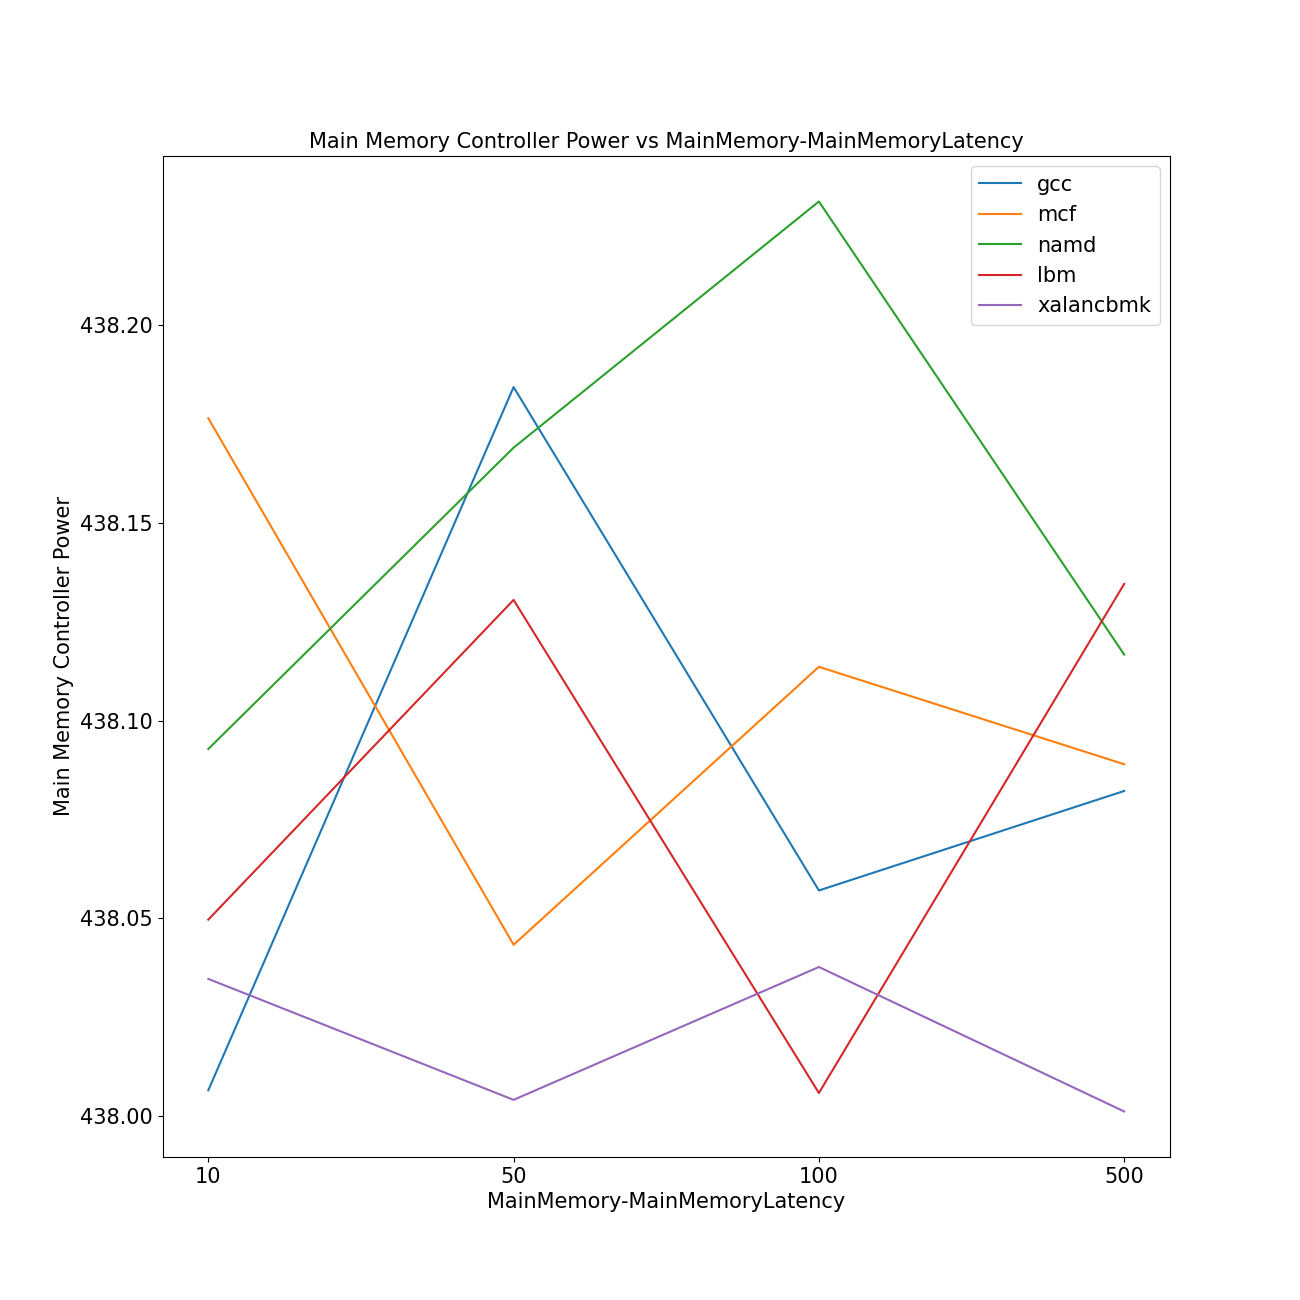 Main Memory Controller Power vs MainMemory-MainMemoryLatency
gcc
mcf
namd
lbm
xalancbmk
Main Memory Controller Power
438.20
438.15
438.10
438.05
438.00
10 50 100 500
MainMemory-MainMemoryLatency